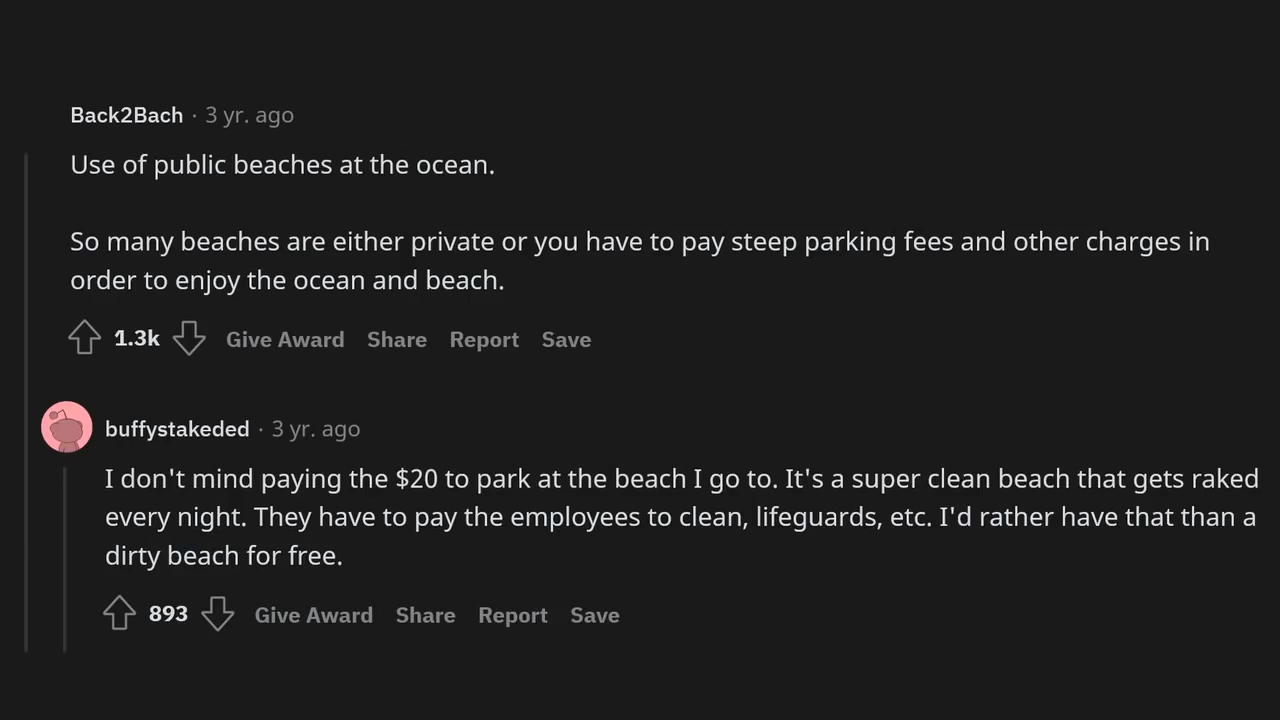 Back2Bach · 3 yr. ago
Use of public beaches at the ocean.
So many beaches are either private or you have to pay steep parking fees and other charges in
order to enjoy the ocean and beach.
1.3k Give Award Share Report Save
buffystakeded · 3 yr. ago
I don't mind paying the $20 to park at the beach I go to. It's a super clean beach that gets raked
every night. They have to pay the employees to clean, lifeguards, etc. I'd rather have that than a
dirty beach for free.
893 Give Award Share Report Save